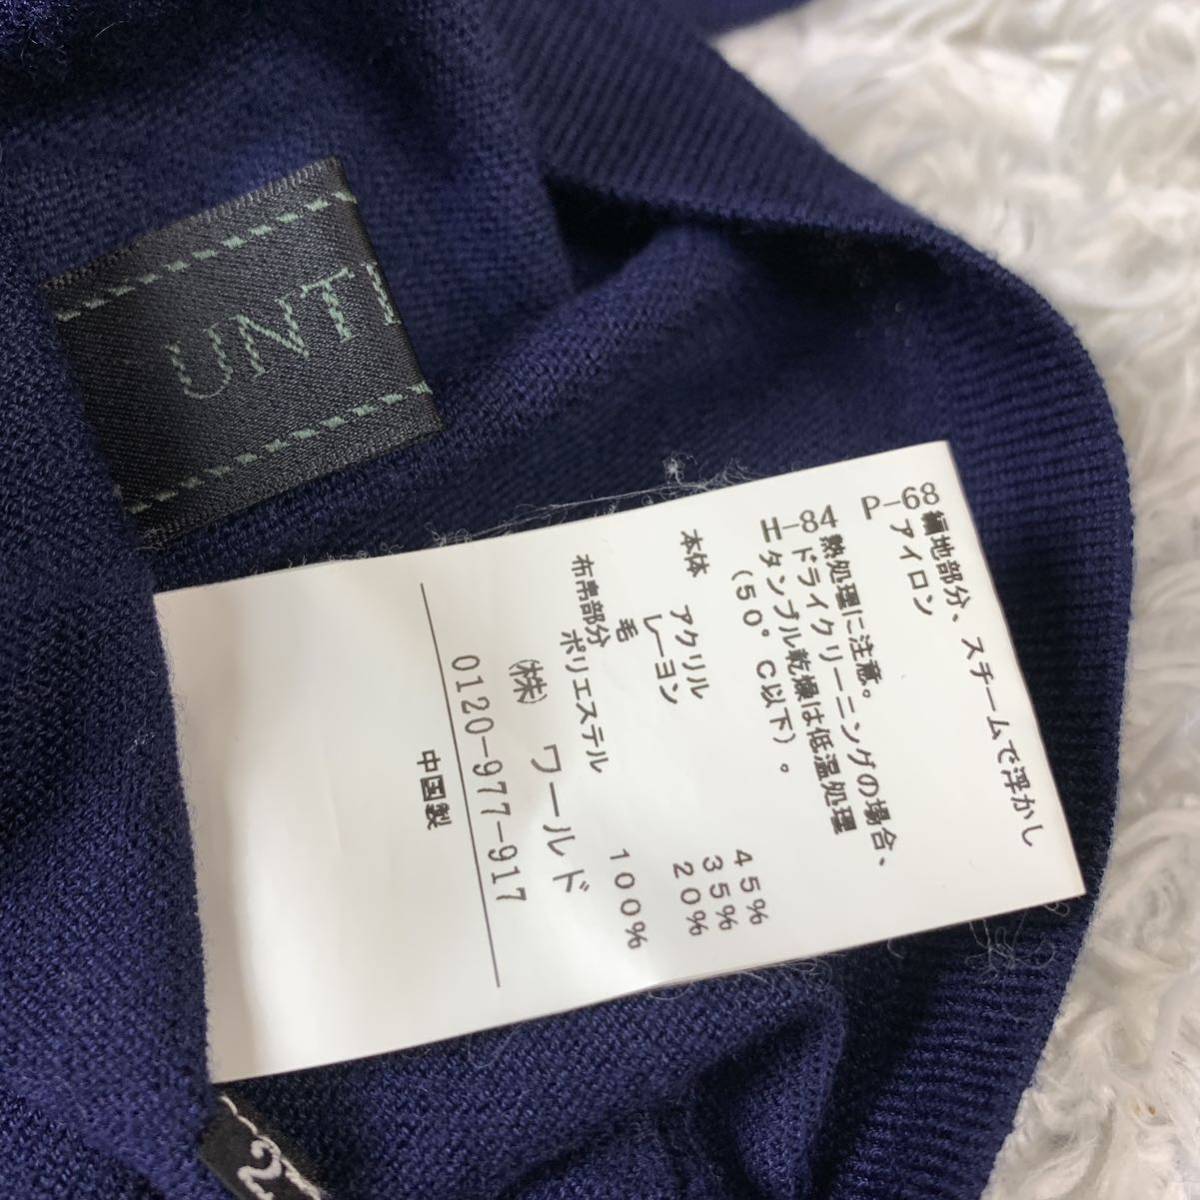 UNTI
P-68 編地部分、スチームで浮かし
アイロン
H-84 熱処理に注意。
ドライクリーニングの場合、
タンブル乾燥は低温処理
(50°C以下)。
本体 アクリル 45%
レーヨン 35%
毛 20%
布帛部分 ポリエステル 100%
(株) ワールド
0120-977-917
中国製
2